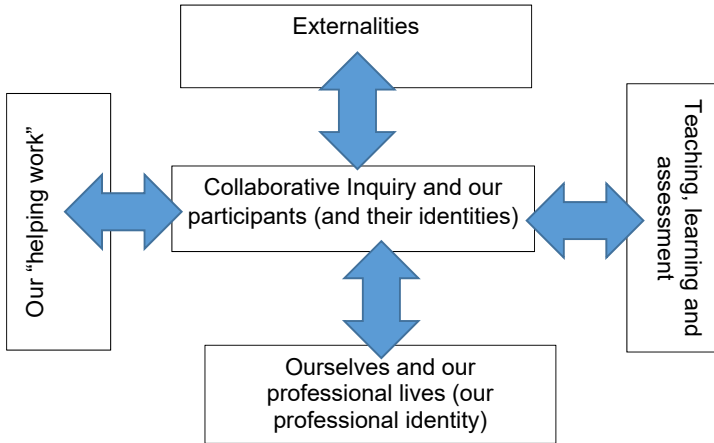 Externalities
Our “helping work”
Collaborative Inquiry and our
participants (and their identities)
Teaching, learning and
assessment
Ourselves and our
professional lives (our
professional identity)